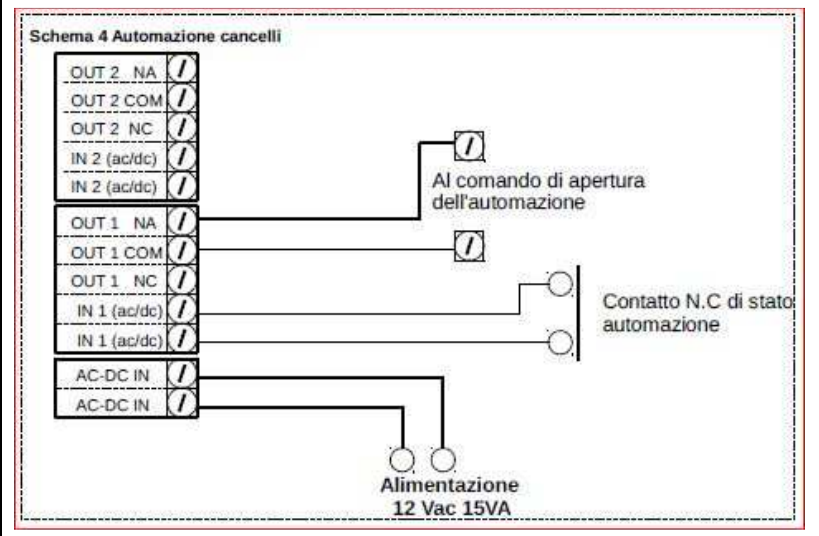 Schema 4 Automazione cancelli
OUT 2 NA
OUT 2 COM
OUT 2 NC
IN 2 (ac/dc)
IN 2 (ac/dc)
OUT 1 NA
OUT 1 COM
OUT 1 NC
IN 1 (ac/dc)
IN 1 (ac/dc)
AC-DC IN
AC-DC IN
Al comando di apertura
dell'automazione
Contatto N.C di stato
automazione
Alimentazione
12 Vac 15VA